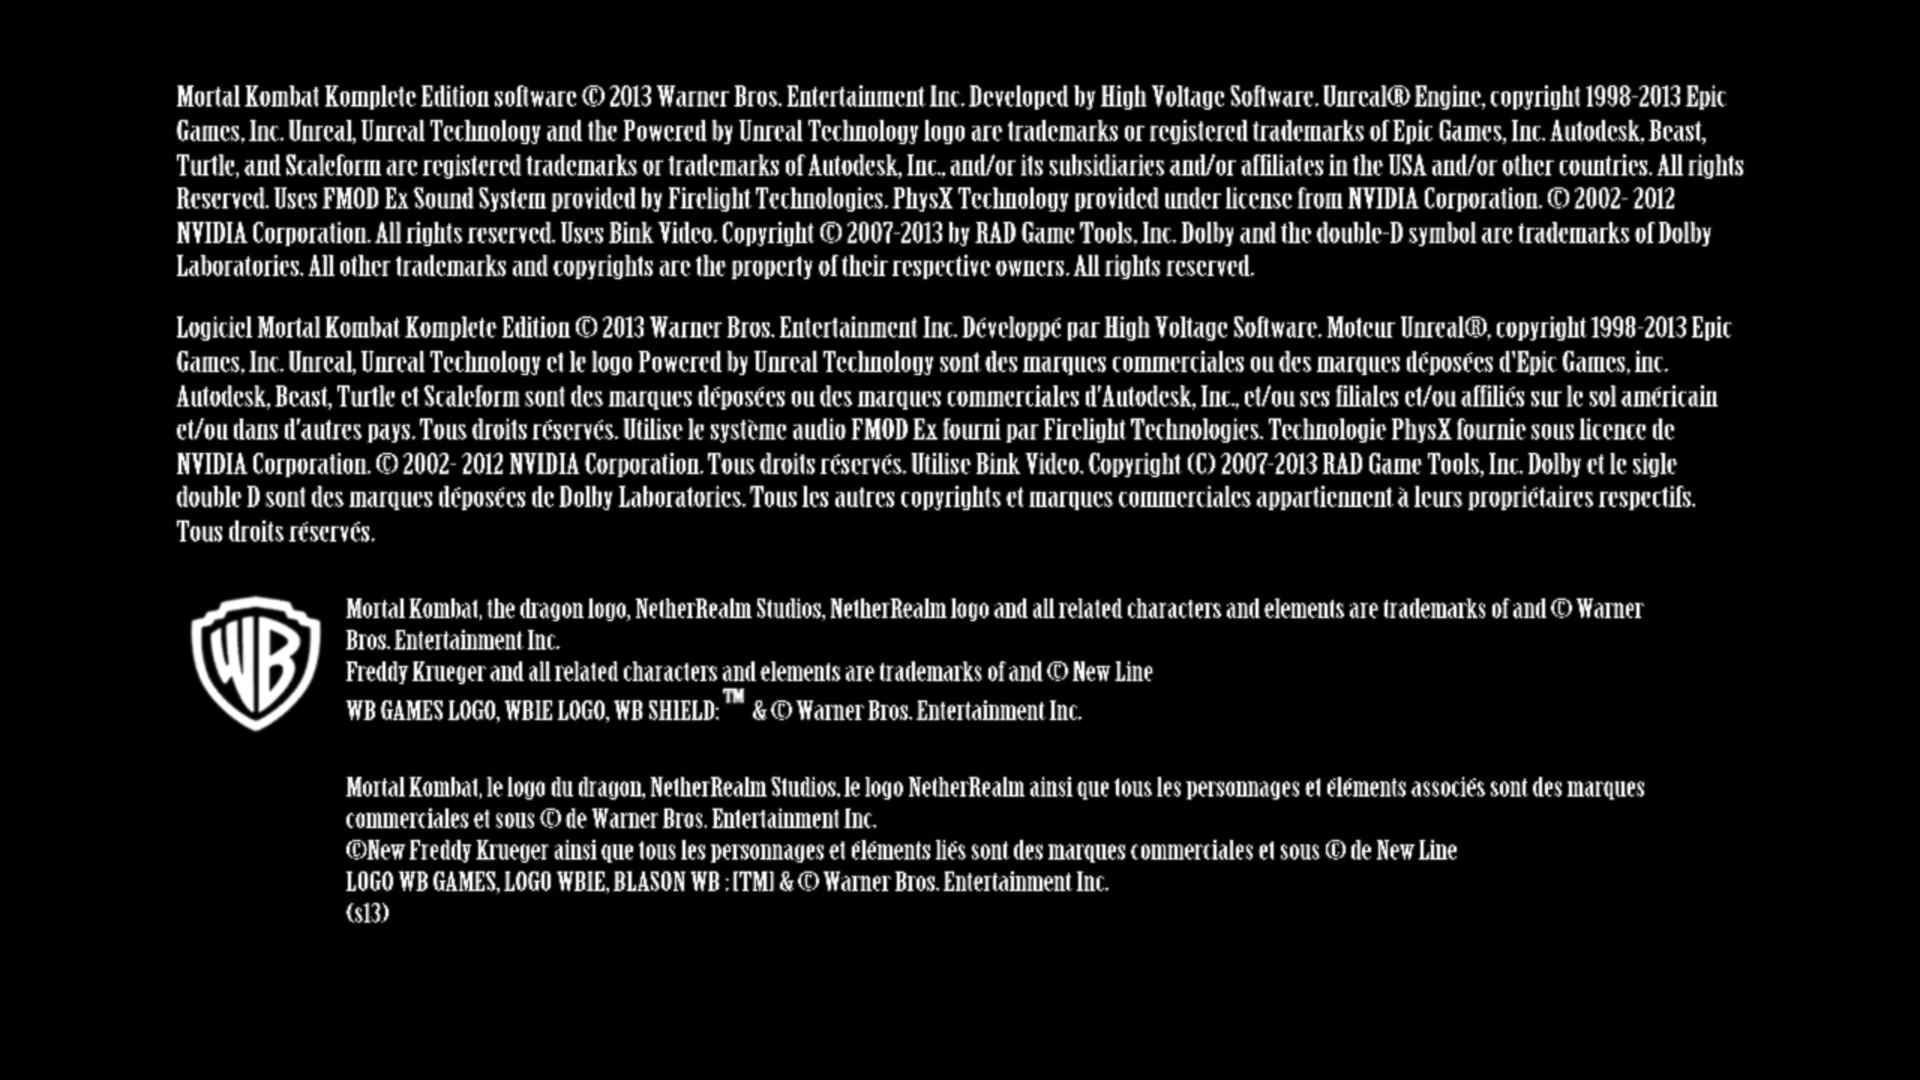 Mortal Kombat Komplete Edition software © 2013 Warner Bros. Entertainment Inc. Developed by High Voltage Software. Unreal® Engine, copyright 1998-2013 Epic
Games, Inc. Unreal, Unreal Technology and the Powered by Unreal Technology logo are trademarks or registered trademarks of Epic Games, Inc. Autodesk, Beast,
Turtle, and Scaleform are registered trademarks or trademarks of Autodesk, Inc., and/or its subsidiaries and/or affiliates in the USA and/or other countries. All rights
Reserved. Uses FMOD Ex Sound System provided by Firelight Technologies. PhysX Technology provided under license from NVIDIA Corporation. © 2002- 2012
NVIDIA Corporation. All rights reserved. Uses Bink Video. Copyright © 2007-2013 by RAD Game Tools, Inc. Dolby and the double-D symbol are trademarks of Dolby
Laboratories. All other trademarks and copyrights are the property of their respective owners. All rights reserved.
Logiciel Mortal Kombat Komplete Edition © 2013 Warner Bros. Entertainment Inc. Développé par High Voltage Software. Moteur Unreal®, copyright 1998-2013 Epic
Games, Inc. Unreal, Unreal Technology et le logo Powered by Unreal Technology sont des marques commerciales ou des marques déposées d'Epic Games, inc.
Autodesk, Beast, Turtle et Scaleform sont des marques déposées ou des marques commerciales d'Autodesk, Inc., et/ou ses filiales et/ou affiliés sur le sol américain
et/ou dans d'autres pays. Tous droits réservés. Utilise le système audio FMOD Ex fourni par Firelight Technologies. Technologie PhysX fournie sous licence de
NVIDIA Corporation. © 2002- 2012 NVIDIA Corporation. Tous droits réservés. Utilise Bink Video. Copyright (C) 2007-2013 RAD Game Tools, Inc. Dolby et le sigle
double D sont des marques déposées de Dolby Laboratories. Tous les autres copyrights et marques commerciales appartiennent à leurs propriétaires respectifs.
Tous droits réservés.
WB
Mortal Kombat, the dragon logo, NetherRealm Studios, NetherRealm logo and all related characters and elements are trademarks of and © Warner
Bros. Entertainment Inc.
Freddy Krueger and all related characters and elements are trademarks of and © New Line
WB GAMES LOGO, WBIE LOGO, WB SHIELD: ™ & © Warner Bros. Entertainment Inc.
Mortal Kombat, le logo du dragon, NetherRealm Studios, le logo NetherRealm ainsi que tous les personnages et éléments associés sont des marques
commerciales et sous © de Warner Bros. Entertainment Inc.
©New Freddy Krueger ainsi que tous les personnages et éléments liés sont des marques commerciales et sous © de New Line
LOGO WB GAMES, LOGO WBIE, BLASON WB : [TM] & © Warner Bros. Entertainment Inc.
(s13)